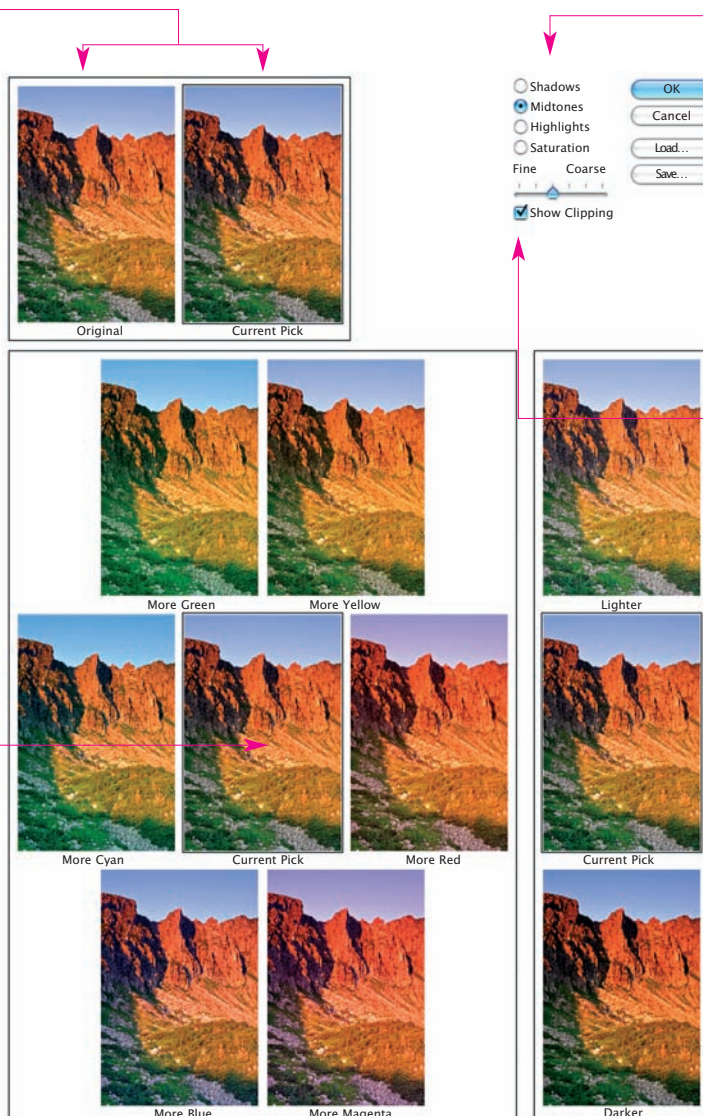 Shadows
OK
Midtones
Cancel
Highlights
Saturation
Load...
Fine Coarse
Save...
Show Clipping
Original Current Pick
More Green More Yellow
Lighter
More Cyan Current Pick More Red
Current Pick
More Blue More Magenta
Darker